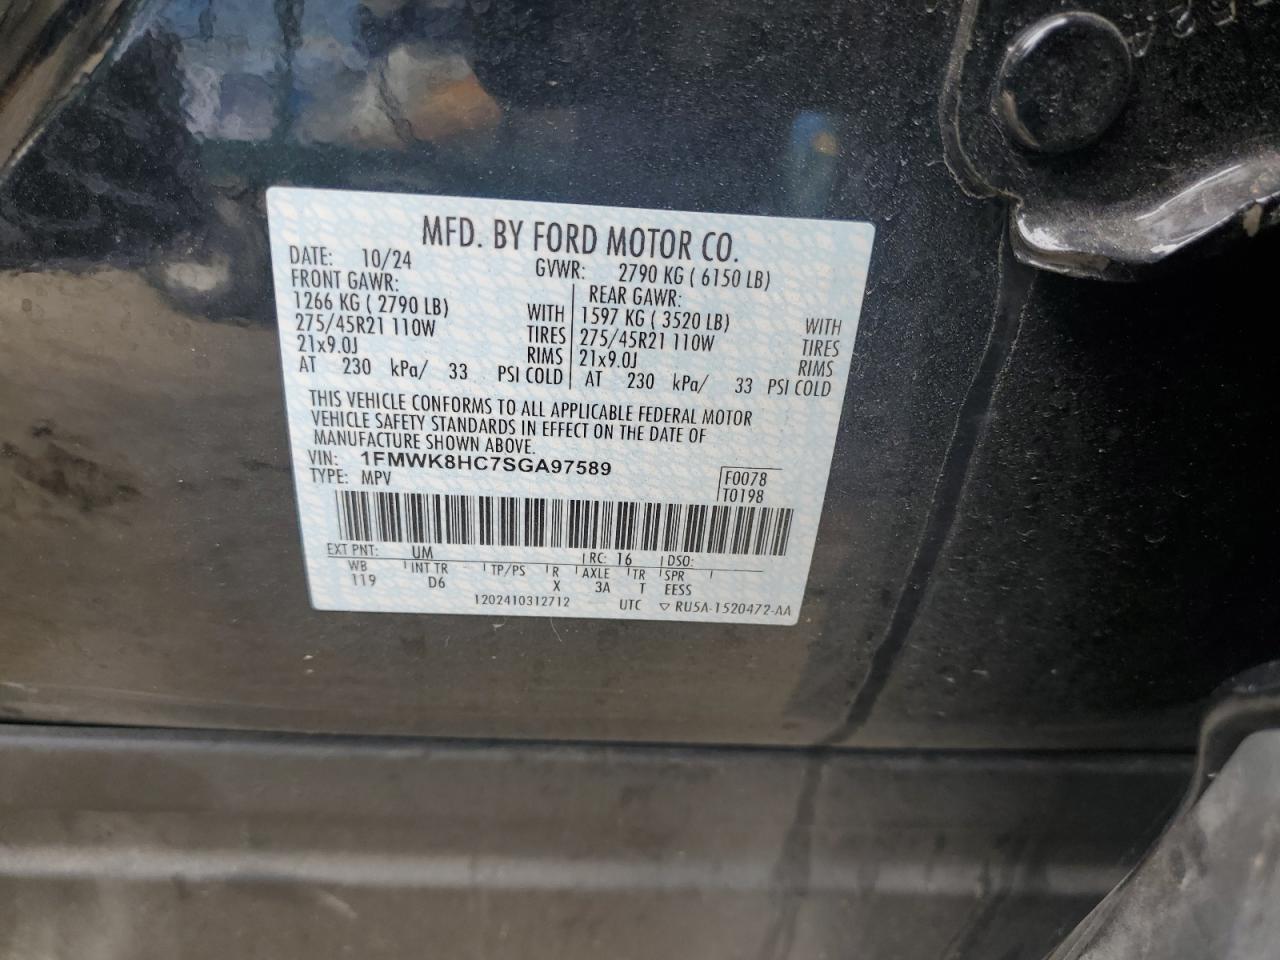 MFD. BY FORD MOTOR CO.
DATE: 10/24 GVWR: 2790 KG ( 6150 LB)
FRONT GAWR: REAR GAWR:
1266 KG ( 2790 LB) WITH 1597 KG ( 3520 LB) WITH
275/45R21 110W TIRES 275/45R21 110W TIRES
21x9.0J RIMS 21x9.0J RIMS
AT 230 kPa/ 33 PSI COLD AT 230 kPa/ 33 PSI COLD
THIS VEHICLE CONFORMS TO ALL APPLICABLE FEDERAL MOTOR
VEHICLE SAFETY STANDARDS IN EFFECT ON THE DATE OF
MANUFACTURE SHOWN ABOVE.
VIN: 1FMWK8HC7SGA97589
TYPE: MPV
F0078
T0198
EXT PNT: UM RC: 16 DSO:
WB INT TR TP/PS R AXLE TR SPR
119 D6 X 3A T EESS
1202410312712 UTC ▽ RU5A-1520472-AA